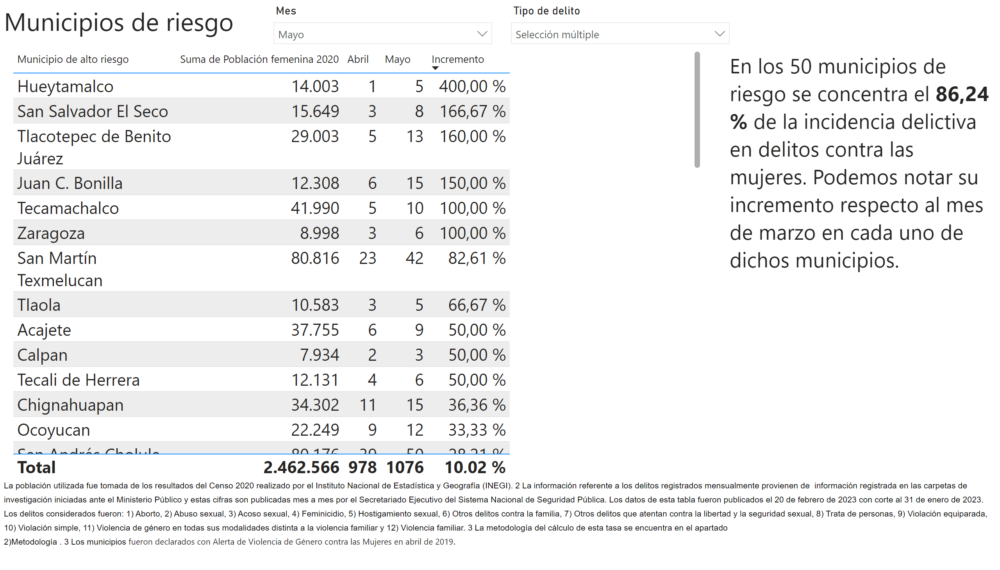 Municipios de riesgo
Mes
Mayo
Tipo de delito
Selección múltiple
Municipio de alto riesgo Suma de Población femenina 2020 Abril Mayo Incremento
Hueytamalco 14.003 1 5 400,00 %
San Salvador El Seco 15.649 3 8 166,67 %
Tlacotepec de Benito 29.003 5 13 160,00 %
Juárez
Juan C. Bonilla 12.308 6 15 150,00 %
Tecamachalco 41.990 5 10 100,00 %
Zaragoza 8.998 3 6 100,00 %
San Martín 80.816 23 42 82,61 %
Texmelucan
Tlaola 10.583 3 5 66,67 %
Acajete 37.755 6 9 50,00 %
Calpan 7.934 2 3 50,00 %
Tecali de Herrera 12.131 4 6 50,00 %
Chignahuapan 34.302 11 15 36,36 %
Ocoyucan 22.249 9 12 33,33 %
San Andrés Cholula 80.176 39 50 28,21 %
Total 2.462.566 978 1076 10,02 %
En los 50 municipios de
riesgo se concentra el 86,24
% de la incidencia delictiva
en delitos contra las
mujeres. Podemos notar su
incremento respecto al mes
de marzo en cada uno de
dichos municipios.
La población utilizada fue tomada de los resultados del Censo 2020 realizado por el Instituto Nacional de Estadística y Geografía (INEGI). 2 La información referente a los delitos registrados mensualmente provienen de información registrada en las carpetas de
investigación iniciadas ante el Ministerio Público y estas cifras son publicadas mes a mes por el Secretariado Ejecutivo del Sistema Nacional de Seguridad Pública. Los datos de esta tabla fueron publicados el 20 de febrero de 2023 con corte al 31 de enero de 2023.
Los delitos considerados fueron: 1) Aborto, 2) Abuso sexual, 3) Acoso sexual, 4) Feminicidio, 5) Hostigamiento sexual, 6) Otros delitos contra la familia, 7) Otros delitos que atentan contra la libertad y la seguridad sexual, 8) Trata de personas, 9) Violación equiparada,
10) Violación simple, 11) Violencia de género en todas sus modalidades distinta a la violencia familiar y 12) Violencia familiar. 3 La metodología del cálculo de esta tasa se encuentra en el apartado
2)Metodología . 3 Los municipios fueron declarados con Alerta de Violencia de Género contra las Mujeres en abril de 2019.